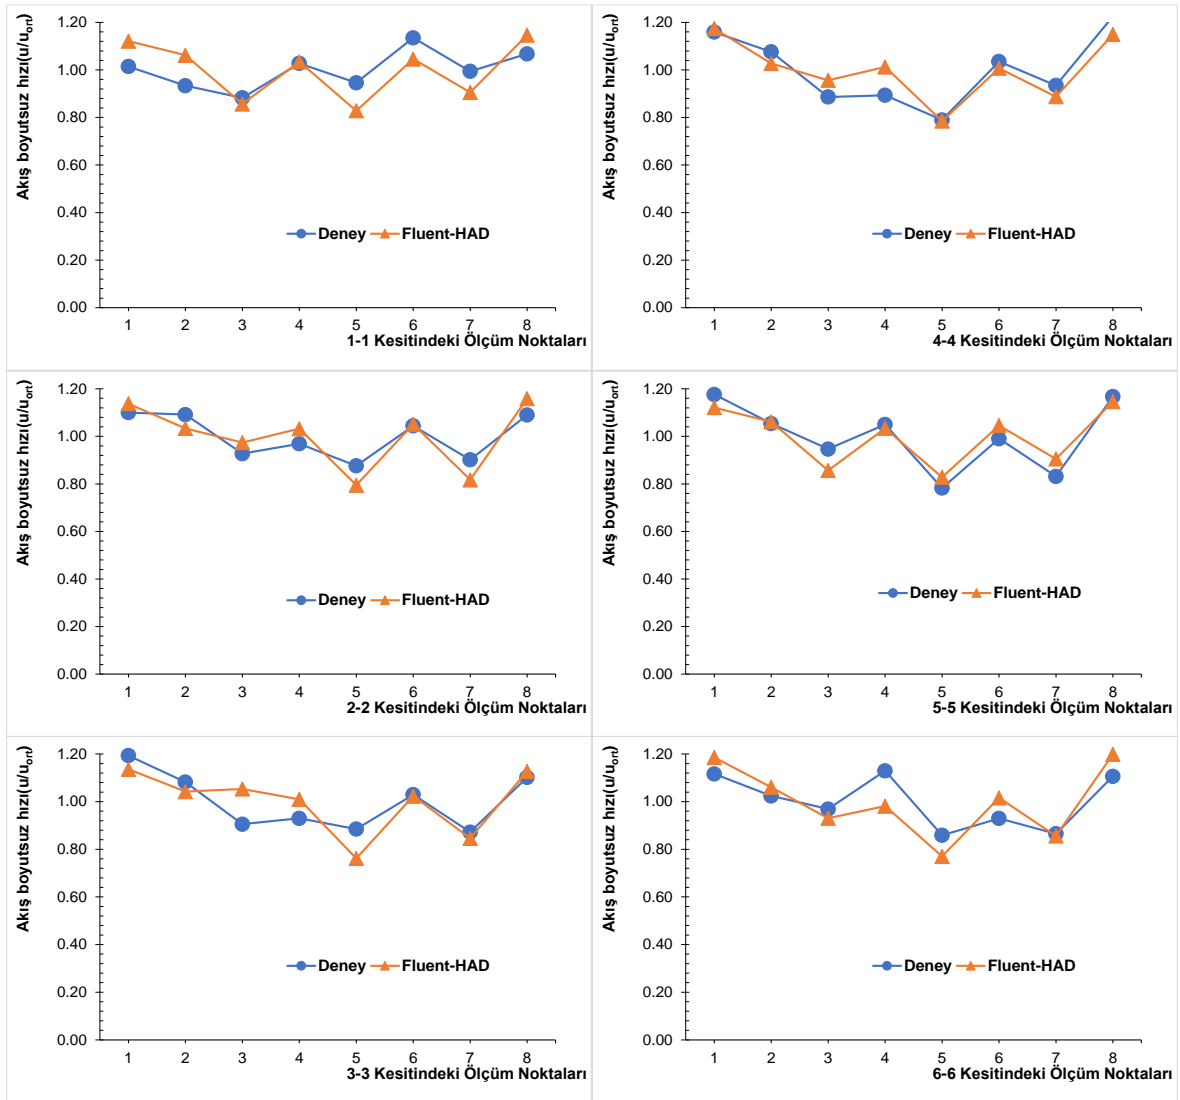 Akış boyutsuz hızı(u/uort)
1.20
1.00
0.80
0.60
0.40
0.20
0.00
Deney Fluent-HAD
1 2 3 4 5 6 7 8
1-1 Kesitindeki Ölçüm Noktaları
Akış boyutsuz hızı(u/uort)
1.20
1.00
0.80
0.60
0.40
0.20
0.00
Deney Fluent-HAD
1 2 3 4 5 6 7 8
4-4 Kesitindeki Ölçüm Noktaları
Akış boyutsuz hızı(u/uort)
1.20
1.00
0.80
0.60
0.40
0.20
0.00
Deney Fluent-HAD
1 2 3 4 5 6 7 8
2-2 Kesitindeki Ölçüm Noktaları
Akış boyutsuz hızı(u/uort)
1.20
1.00
0.80
0.60
0.40
0.20
0.00
Deney Fluent-HAD
1 2 3 4 5 6 7 8
5-5 Kesitindeki Ölçüm Noktaları
Akış boyutsuz hızı(u/uort)
1.20
1.00
0.80
0.60
0.40
0.20
0.00
Deney Fluent-HAD
1 2 3 4 5 6 7 8
3-3 Kesitindeki Ölçüm Noktaları
Akış boyutsuz hızı(u/uort)
1.20
1.00
0.80
0.60
0.40
0.20
0.00
Deney Fluent-HAD
1 2 3 4 5 6 7 8
6-6 Kesitindeki Ölçüm Noktaları